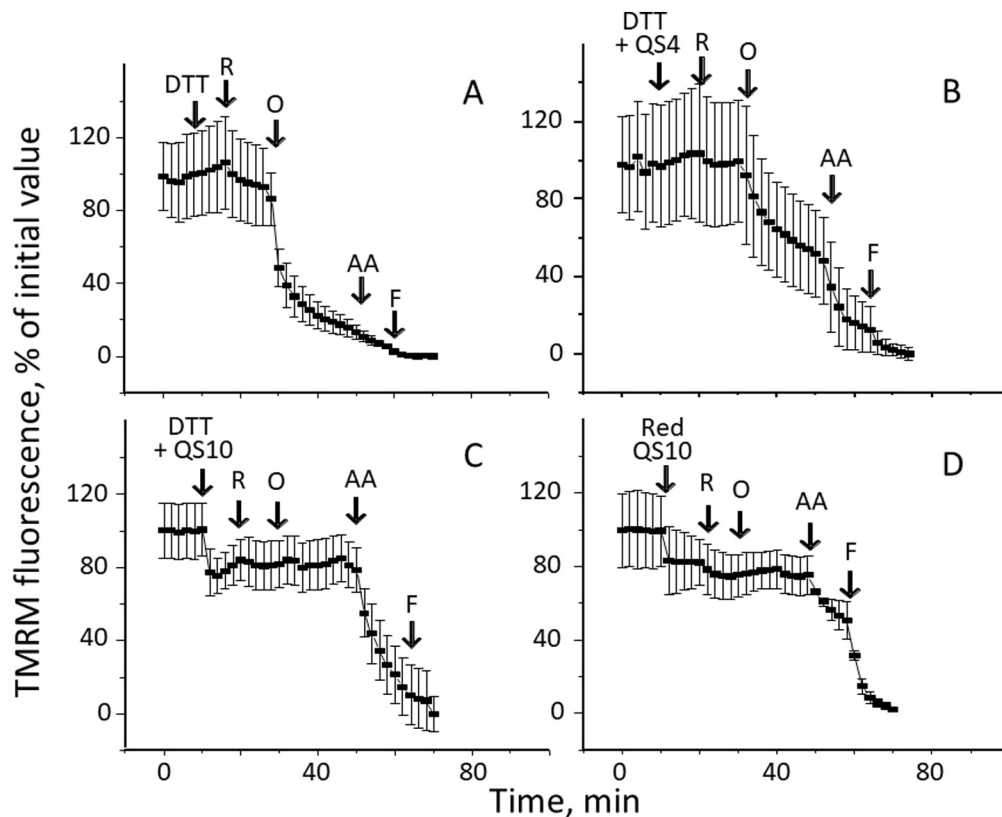 TMRM fluorescence, % of initial value
A
DTT
R
O
AA
F
120
80
40
0
B
DTT
+ QS4
R
O
AA
F
120
80
40
0
C
DTT
+ QS10
R
O
AA
F
120
80
40
0
0
40
80
D
Red
QS10
R
O
AA
F
120
80
40
0
0
40
80
Time, min